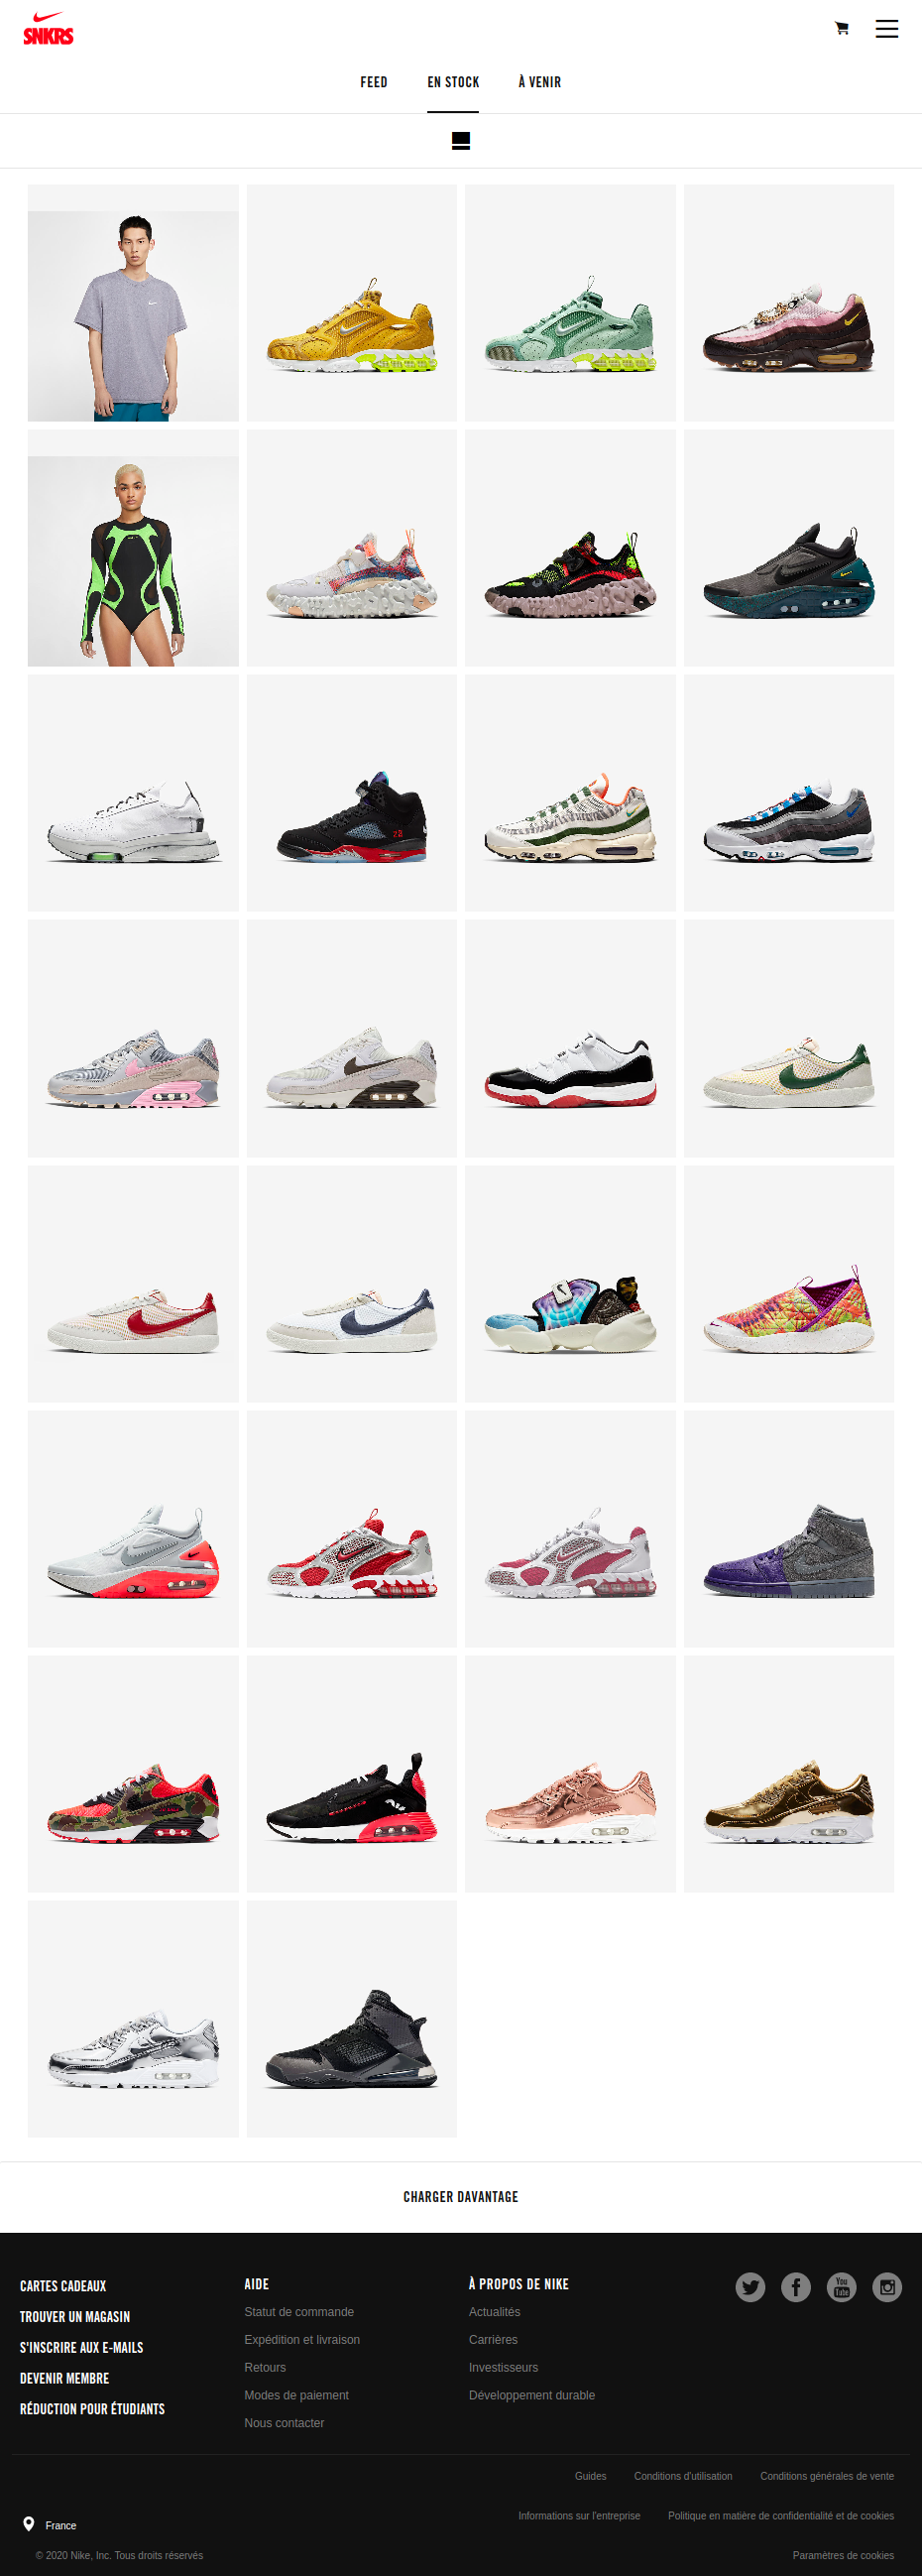 SNKRS
FEED
EN STOCK
À VENIR
23
CHARGER DAVANTAGE
CARTES CADEAUX
TROUVER UN MAGASIN
S'INSCRIRE AUX E-MAILS
DEVENIR MEMBRE
RÉDUCTION POUR ÉTUDIANTS
AIDE
Statut de commande
Expédition et livraison
Retours
Modes de paiement
Nous contacter
À PROPOS DE NIKE
Actualités
Carrières
Investisseurs
Développement durable
You
Tube
Guides
Conditions d'utilisation
Conditions générales de vente
Informations sur l'entreprise
Politique en matière de confidentialité et de cookies
France
© 2020 Nike, Inc. Tous droits réservés
Paramètres de cookies